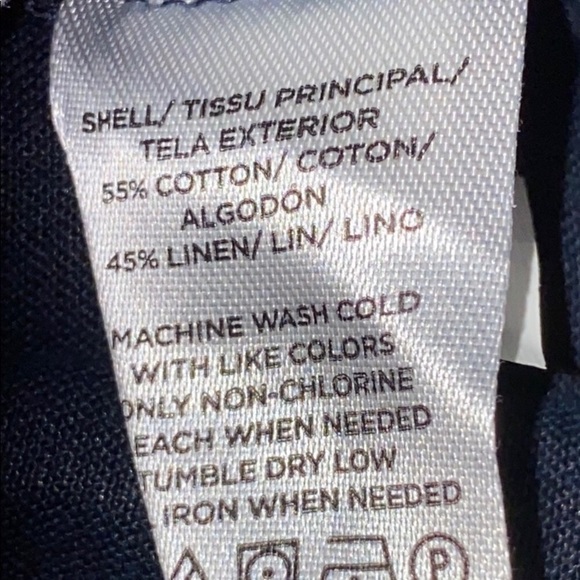 SHELL/ TISSU PRINCIPAL/
TELA EXTERIOR
55% COTTON/ COTON/
ALGODÓN
45% LINEN/ LIN/ LINO
MACHINE WASH COLD
WITH LIKE COLORS
ONLY NON-CHLORINE
EACH WHEN NEEDED
TUMBLE DRY LOW
IRON WHEN NEEDED
P